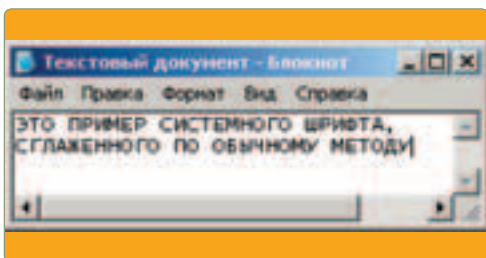 Текстовый документ - Блокнот
Файл Правка Формат Вид Справка
ЭТО ПРИМЕР СИСТЕМНОГО ШРИФТА,
СГЛАЖЕННОГО ПО ОБЫЧНОМУ МЕТОДУ